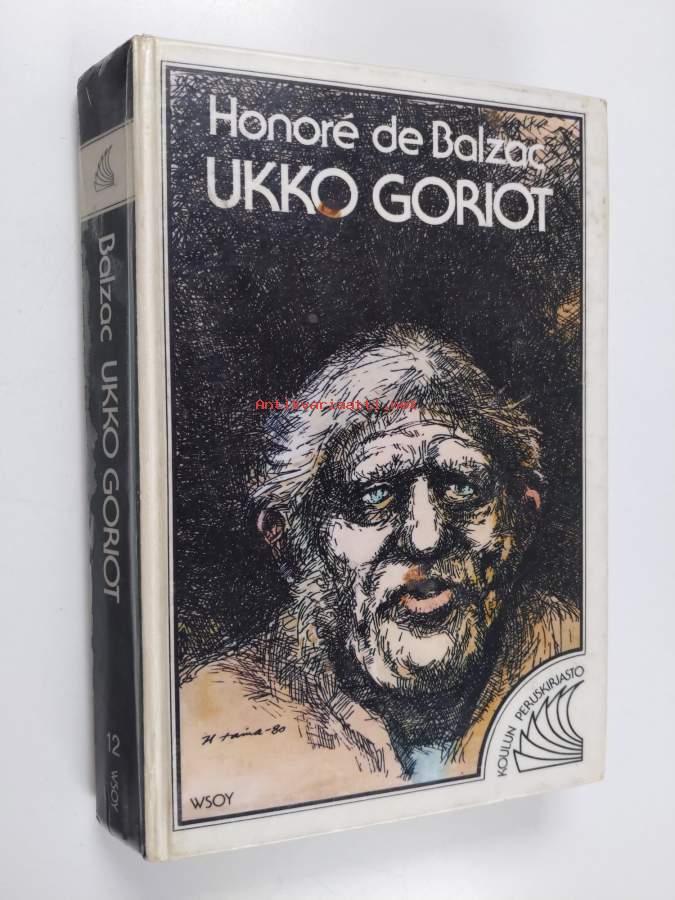 Honoré de Balzac
UKKO GORIOT
Antikvariaatti.net
H taina -80
WSOY
KOULUN PERUSKIRJASTO
Balzac UKKO GORIOT
12
WSOY